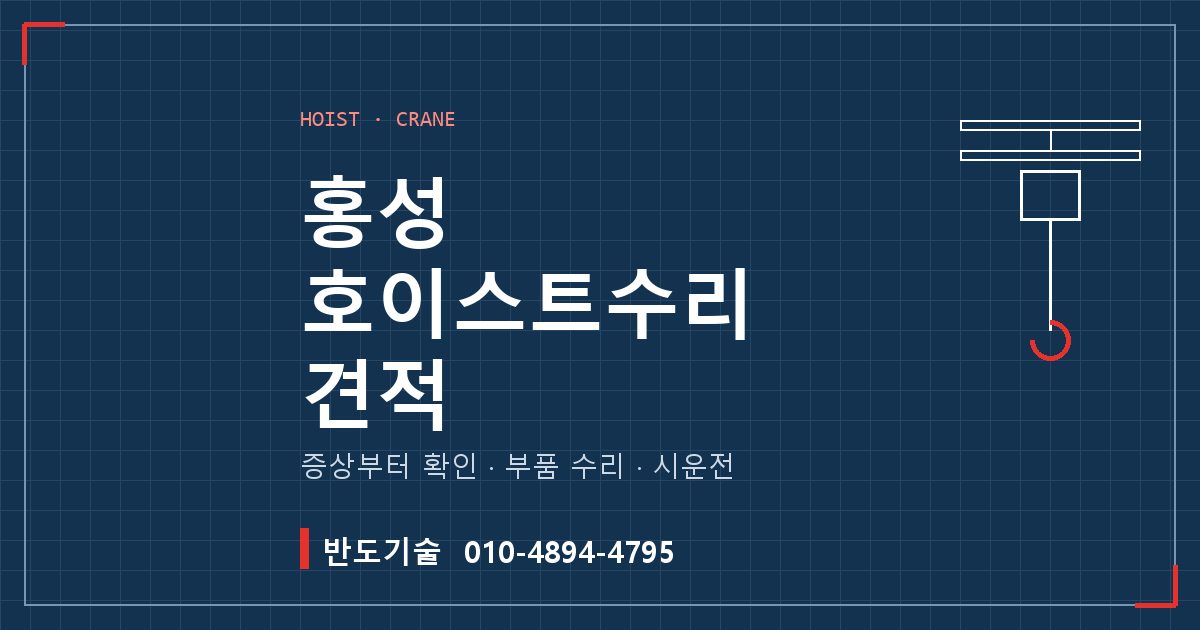 HOIST · CRANE
홍성
호이스트수리
견적
증상부터 확인 · 부품 수리 · 시운전
반도기술 010-4894-4795